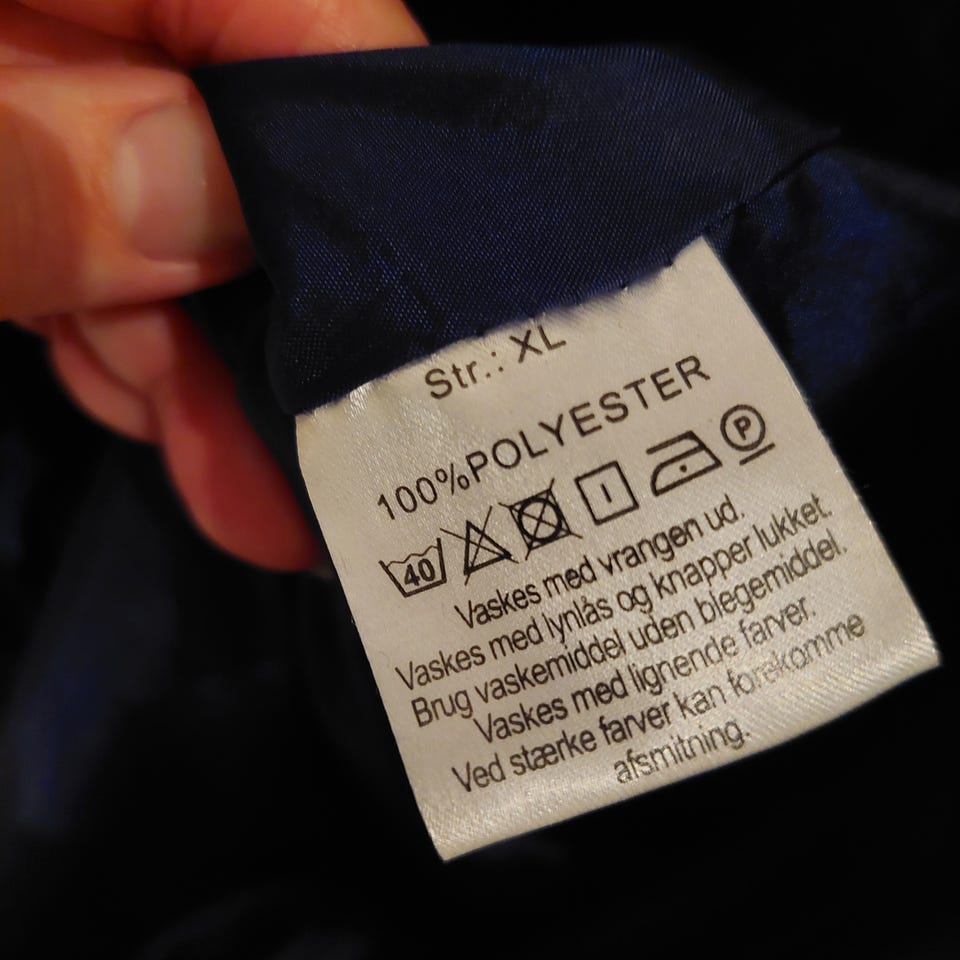 Str.: XL
100%POLYESTER
40 P
Vaskes med vrangen ud.
Vaskes med lynlås og knapper lukket.
Brug vaskemiddel uden blegemiddel.
Vaskes med lignende farver.
Ved stærke farver kan forekomme
afsmitning.